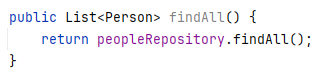 public List<Person> findAll() {
    return peopleRepository.findAll();
}